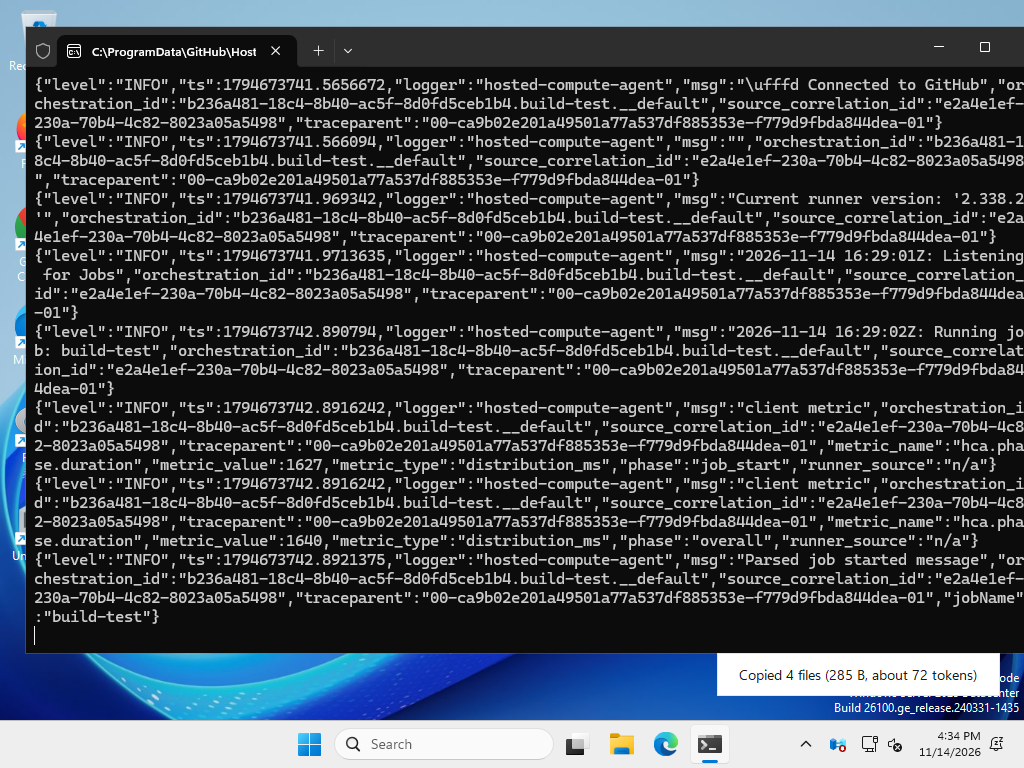 C:\ProgramData\GitHub\Host
{"level":"INFO","ts":1794673741.5656672,"logger":"hosted-compute-agent","msg":"\ufffd Connected to GitHub","or
chestration_id":"b236a481-18c4-8b40-ac5f-8d0fd5ceb1b4.build-test.__default","source_correlation_id":"e2a4e1ef-
230a-70b4-4c82-8023a05a5498","traceparent":"00-ca9b02e201a49501a77a537df885353e-f779d9fbda844dea-01"}
{"level":"INFO","ts":1794673741.566094,"logger":"hosted-compute-agent","msg":"","orchestration_id":"b236a481-1
8c4-8b40-ac5f-8d0fd5ceb1b4.build-test.__default","source_correlation_id":"e2a4e1ef-230a-70b4-4c82-8023a05a5498
","traceparent":"00-ca9b02e201a49501a77a537df885353e-f779d9fbda844dea-01"}
{"level":"INFO","ts":1794673741.969342,"logger":"hosted-compute-agent","msg":"Current runner version: '2.338.2
'","orchestration_id":"b236a481-18c4-8b40-ac5f-8d0fd5ceb1b4.build-test.__default","source_correlation_id":"e2a
4e1ef-230a-70b4-4c82-8023a05a5498","traceparent":"00-ca9b02e201a49501a77a537df885353e-f779d9fbda844dea-01"}
{"level":"INFO","ts":1794673741.9713635,"logger":"hosted-compute-agent","msg":"2026-11-14 16:29:01Z: Listening
for Jobs","orchestration_id":"b236a481-18c4-8b40-ac5f-8d0fd5ceb1b4.build-test.__default","source_correlation_
id":"e2a4e1ef-230a-70b4-4c82-8023a05a5498","traceparent":"00-ca9b02e201a49501a77a537df885353e-f779d9fbda844dea
-01"}
{"level":"INFO","ts":1794673742.890794,"logger":"hosted-compute-agent","msg":"2026-11-14 16:29:02Z: Running jo
b: build-test","orchestration_id":"b236a481-18c4-8b40-ac5f-8d0fd5ceb1b4.build-test.__default","source_correlat
ion_id":"e2a4e1ef-230a-70b4-4c82-8023a05a5498","traceparent":"00-ca9b02e201a49501a77a537df885353e-f779d9fbda84
4dea-01"}
{"level":"INFO","ts":1794673742.8916242,"logger":"hosted-compute-agent","msg":"client metric","orchestration_i
d":"b236a481-18c4-8b40-ac5f-8d0fd5ceb1b4.build-test.__default","source_correlation_id":"e2a4e1ef-230a-70b4-4c8
2-8023a05a5498","traceparent":"00-ca9b02e201a49501a77a537df885353e-f779d9fbda844dea-01","metric_name":"hca.pha
se.duration","metric_value":1627,"metric_type":"distribution_ms","phase":"job_start","runner_source":"n/a"}
{"level":"INFO","ts":1794673742.8916242,"logger":"hosted-compute-agent","msg":"client metric","orchestration_i
d":"b236a481-18c4-8b40-ac5f-8d0fd5ceb1b4.build-test.__default","source_correlation_id":"e2a4e1ef-230a-70b4-4c8
2-8023a05a5498","traceparent":"00-ca9b02e201a49501a77a537df885353e-f779d9fbda844dea-01","metric_name":"hca.pha
se.duration","metric_value":1640,"metric_type":"distribution_ms","phase":"overall","runner_source":"n/a"}
{"level":"INFO","ts":1794673742.8921375,"logger":"hosted-compute-agent","msg":"Parsed job started message","or
chestration_id":"b236a481-18c4-8b40-ac5f-8d0fd5ceb1b4.build-test.__default","source_correlation_id":"e2a4e1ef-
230a-70b4-4c82-8023a05a5498","traceparent":"00-ca9b02e201a49501a77a537df885353e-f779d9fbda844dea-01","jobName"
:"build-test"}
Copied 4 files (285 B, about 72 tokens)
Build 26100.ge_release.240331-1435
Search
4:34 PM
11/14/2026